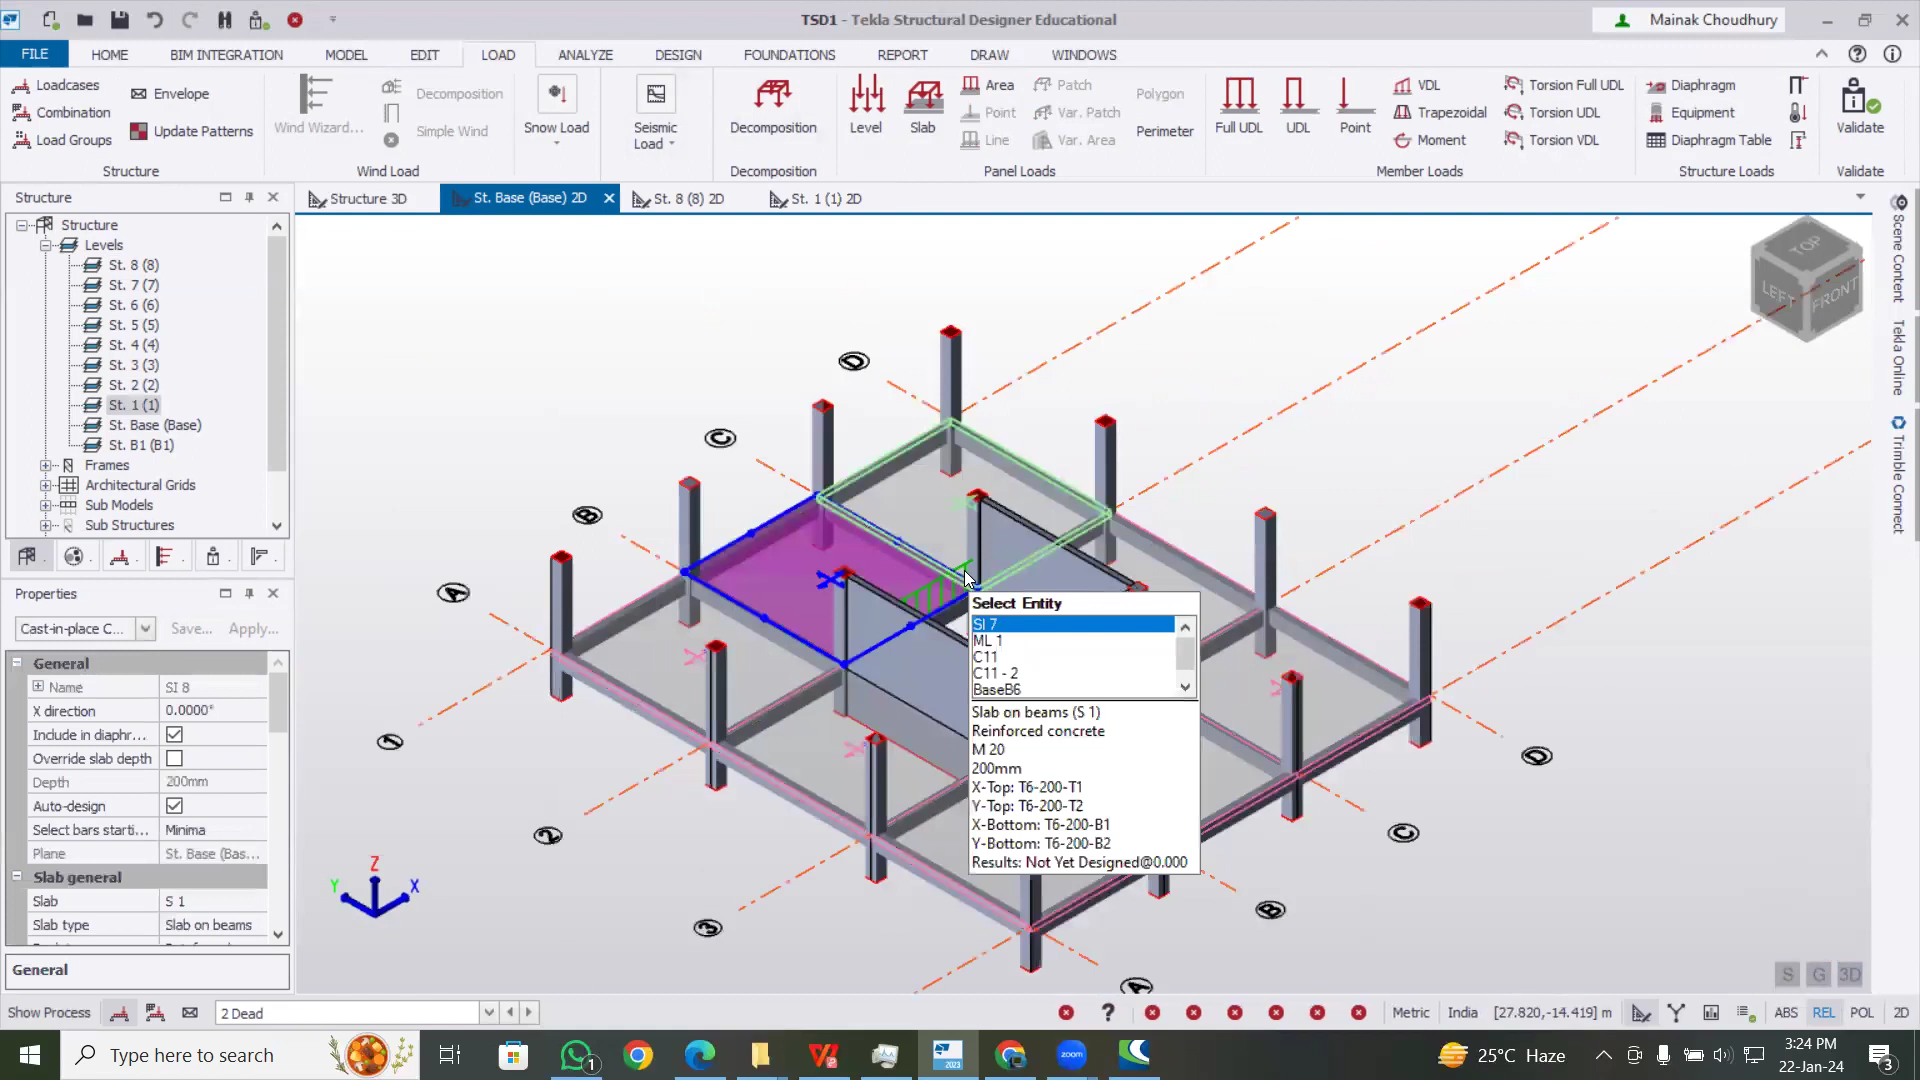 TSD1 - Tekla Structural Designer Educational
Mainak Choudhury
FILE HOME BIM INTEGRATION MODEL EDIT LOAD ANALYZE DESIGN FOUNDATIONS REPORT DRAW WINDOWS
Loadcases
Combination
Load Groups
Envelope
Update Patterns
Structure
Wind Wizard...
Decomposition
Simple Wind
Wind Load
Snow Load
Seismic Load
Decomposition
Decomposition
Level
Slab
Area
Point
Line
Patch
Var. Patch
Var. Area
Polygon
Perimeter
Panel Loads
Full UDL
UDL
Point
VDL
Trapezoidal
Moment
Torsion Full UDL
Torsion UDL
Torsion VDL
Member Loads
Diaphragm
Equipment
Diaphragm Table
Structure Loads
Validate
Validate
Structure
Structure 3D
St. Base (Base) 2D
St. 8 (8) 2D
St. 1 (1) 2D
Structure
Levels
St. 8 (8)
St. 7 (7)
St. 6 (6)
St. 5 (5)
St. 4 (4)
St. 3 (3)
St. 2 (2)
St. 1 (1)
St. Base (Base)
St. B1 (B1)
Frames
Architectural Grids
Sub Models
Sub Structures
Properties
Cast-in-place C...
Save...
Apply...
General
Name SI 8
X direction 0.0000°
Include in diaphr...
Override slab depth
Depth 200mm
Auto-design
Select bars starti... Minima
Plane St. Base (Bas...
Slab general
Slab S 1
Slab type Slab on beams
General
TOP
LEFT
FRONT
D
C
B
A
1
2
3
D
C
B
A
Z
Y
X
Select Entity
SI 7
ML 1
C11
C11 - 2
BaseB6
Slab on beams (S 1)
Reinforced concrete
M 20
200mm
X-Top: T6-200-T1
Y-Top: T6-200-T2
X-Bottom: T6-200-B1
Y-Bottom: T6-200-B2
Results: Not Yet Designed@0.000
Scene Content
Tekla Online
Trimble Connect
S G 3D
Show Process
2 Dead
Metric
India
[27.820,-14.419] m
ABS REL POL 2D
Type here to search
1
2023
zoom
25°C Haze
3:24 PM
22-Jan-24
3